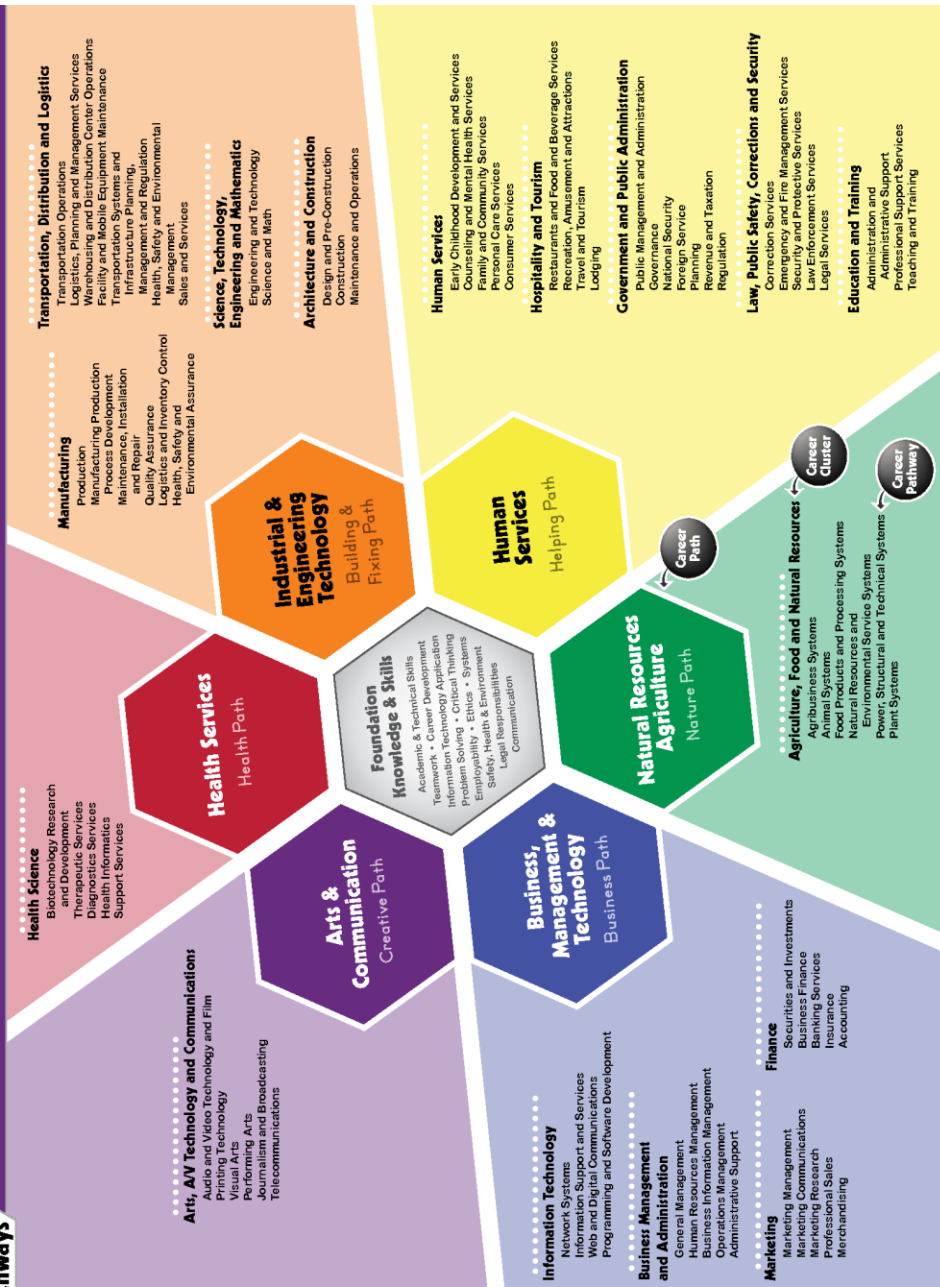 Health Science
Biotechnology Research
and Development
Therapeutic Services
Diagnostics Services
Health Informatics
Support Services
Manufacturing
Production
Manufacturing Production
Process Development
Maintenance, Installation
and Repair
Quality Assurance
Logistics and Inventory Control
Health, Safety and
Environmental Assurance
Transportation, Distribution and Logistics
Transportation Operations
Logistics, Planning and Management Services
Warehousing and Distribution Center Operations
Facility and Mobile Equipment Maintenance
Transportation Systems and
Infrastructure Planning,
Management and Regulation
Health, Safety and Environmental
Management
Sales and Services
Science, Technology,
Engineering and Mathematics
Engineering and Technology
Science and Math
Architecture and Construction
Design and Pre-Construction
Construction
Maintenance and Operations
Arts, A/V Technology and Communications
Audio and Video Technology and Film
Printing Technology
Visual Arts
Performing Arts
Journalism and Broadcasting
Telecommunications
Health Services
Health Path
Industrial &
Engineering
Technology
Building &
Fixing Path
Arts &
Communication
Creative Path
Foundation
Knowledge & Skills
Academic & Technical Skills
Teamwork • Career Development
Information Technology Application
Problem Solving • Critical Thinking
Employability • Ethics • Systems
Safety, Health & Environment
Legal Responsibilities
Communication
Human
Services
Helping Path
Business,
Management &
Technology
Business Path
Natural Resources
Agriculture
Nature Path
Career
Path
Human Services
Early Childhood Development and Services
Counseling and Mental Health Services
Family and Community Services
Personal Care Services
Consumer Services
Hospitality and Tourism
Restaurants and Food and Beverage Services
Recreation, Amusement and Attractions
Travel and Tourism
Lodging
Government and Public Administration
Public Management and Administration
Governance
National Security
Foreign Service
Planning
Revenue and Taxation
Regulation
Law, Public Safety, Corrections and Security
Correction Services
Emergency and Fire Management Services
Security and Protective Services
Law Enforcement Services
Legal Services
Education and Training
Administration and
Administrative Support
Professional Support Services
Teaching and Training
Information Technology
Network Systems
Information Support and Services
Web and Digital Communications
Programming and Software Development
Business Management
and Administration
General Management
Human Resources Management
Business Information Management
Operations Management
Administrative Support
Marketing
Marketing Management
Marketing Communications
Marketing Research
Professional Sales
Merchandising
Finance
Securities and Investments
Business Finance
Banking Services
Insurance
Accounting
Agriculture, Food and Natural Resources
Agribusiness Systems
Animal Systems
Food Products and Processing Systems
Natural Resources and
Environmental Service Systems
Power, Structural and Technical Systems
Plant Systems
Career
Cluster
Career
Pathway